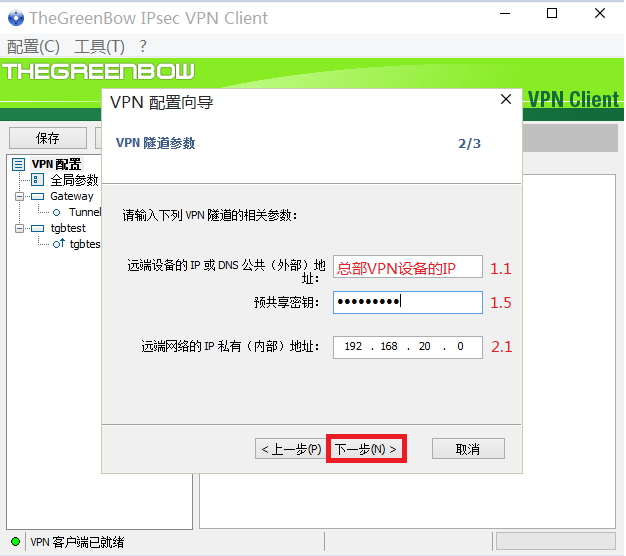 TheGreenBow IPsec VPN Client
配置(C) 工具(T) ?
THEGREENBOW
VPN Client
VPN 配置向导
保存
VPN 隧道参数 2/3
VPN 配置
全局参数
Gateway
Tunnel
tgbtest
tgbtes
请输入下列 VPN 隧道的相关参数：
远端设备的 IP 或 DNS 公共（外部）地
址：
总部VPN设备的IP 1.1
预共享密钥： ●●●●●●●●● 1.5
远端网络的 IP 私有（内部）地址： 192 . 168 . 20 . 0 2.1
< 上一步(P) 下一步(N) > 取消
VPN 客户端已就绪